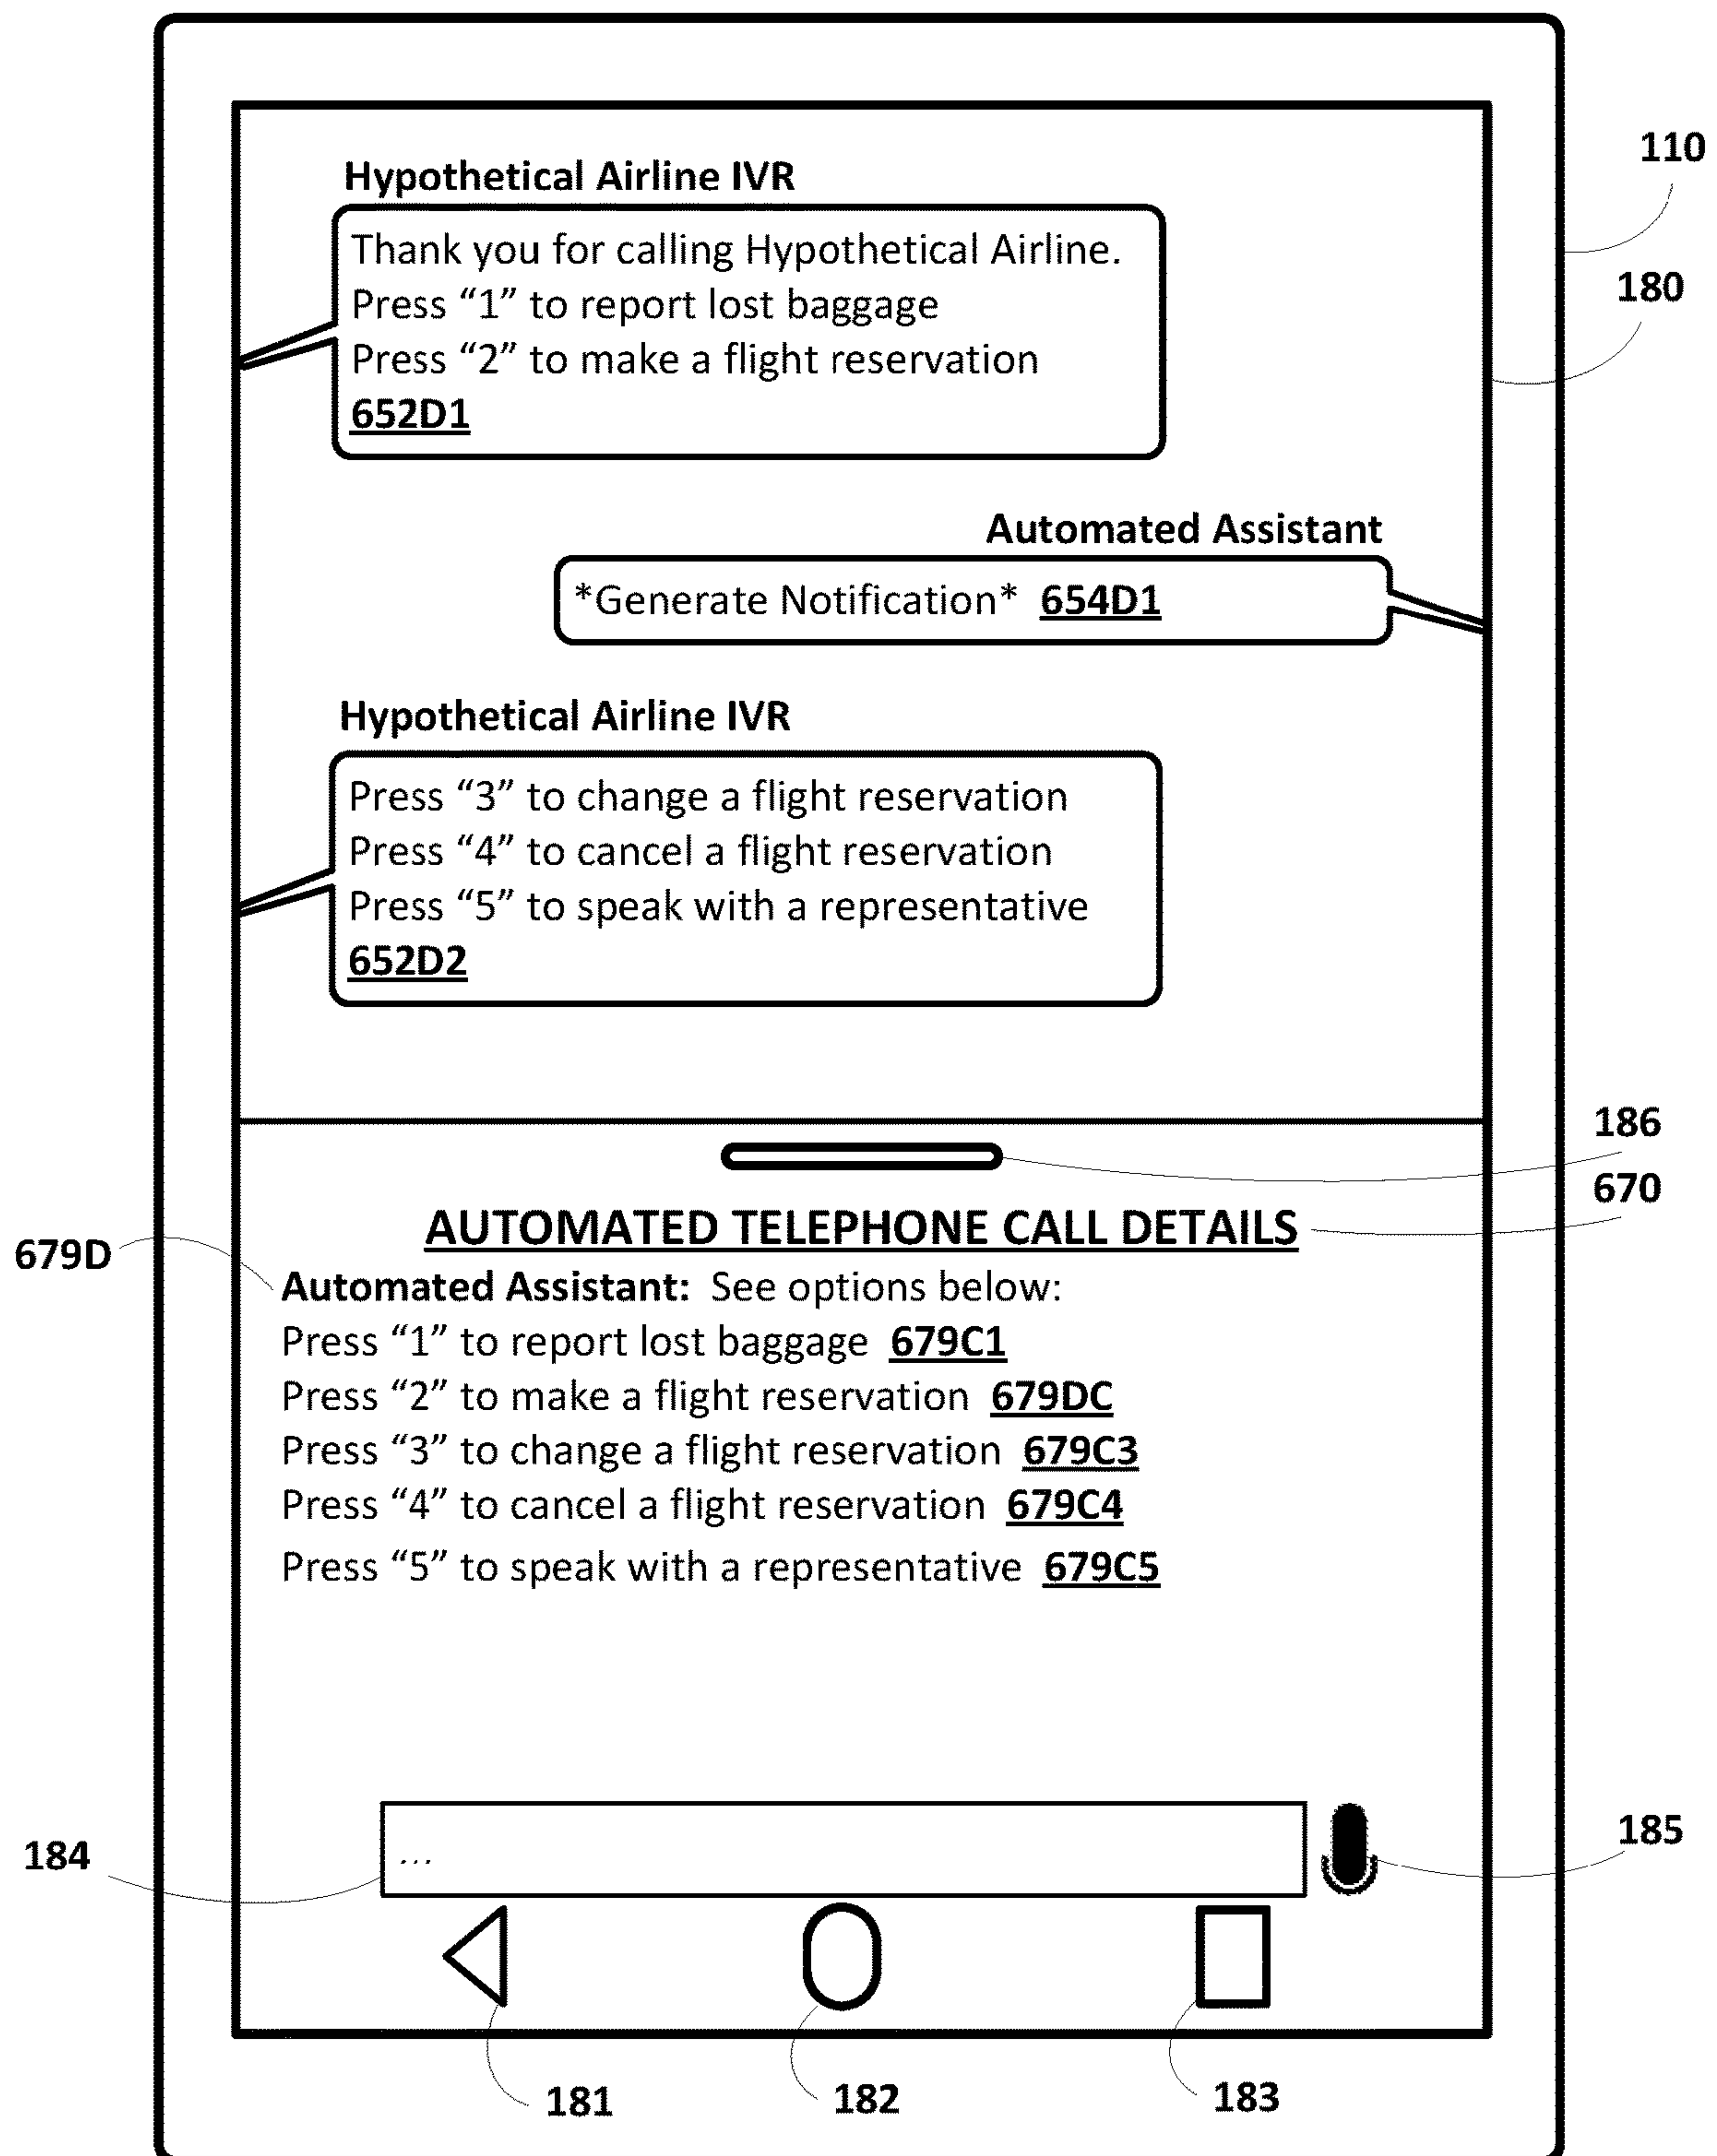 110
180
Hypothetical Airline IVR
Thank you for calling Hypothetical Airline.
Press “1” to report lost baggage
Press “2” to make a flight reservation
652D1
Automated Assistant
*Generate Notification* 654D1
Hypothetical Airline IVR
Press “3” to change a flight reservation
Press “4” to cancel a flight reservation
Press “5” to speak with a representative
652D2
186
670
AUTOMATED TELEPHONE CALL DETAILS
679D
Automated Assistant: See options below:
Press “1” to report lost baggage 679C1
Press “2” to make a flight reservation 679DC
Press “3” to change a flight reservation 679C3
Press “4” to cancel a flight reservation 679C4
Press “5” to speak with a representative 679C5
184
...
185
181
182
183